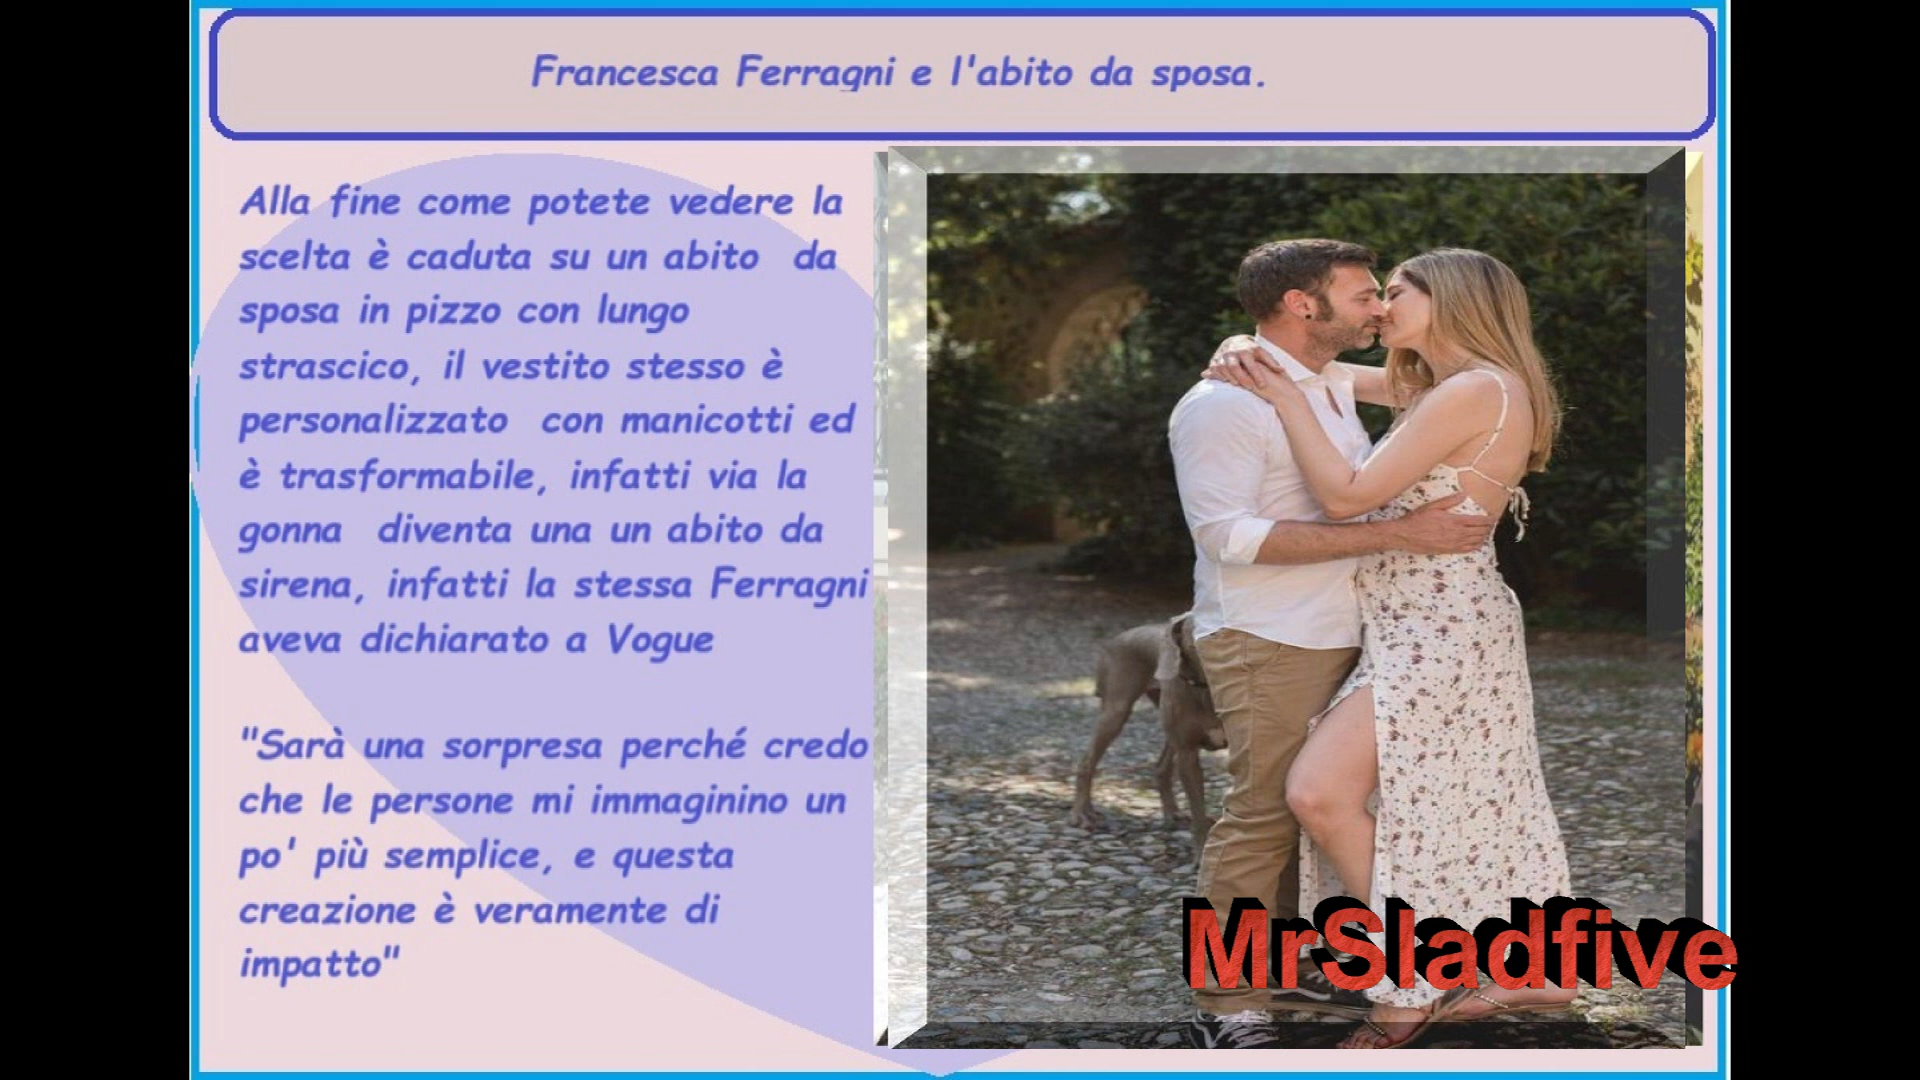 Francesca Ferragni e l'abito da sposa.
Alla fine come potete vedere la
scelta è caduta su un abito  da
sposa in pizzo con lungo
strascico, il vestito stesso è
personalizzato  con manicotti ed
è trasformabile, infatti via la
gonna  diventa una un abito da
sirena, infatti la stessa Ferragni
aveva dichiarato a Vogue
"Sarà una sorpresa perché credo
che le persone mi immaginino un
po' più semplice, e questa
creazione è veramente di
impatto"
MrSladfive